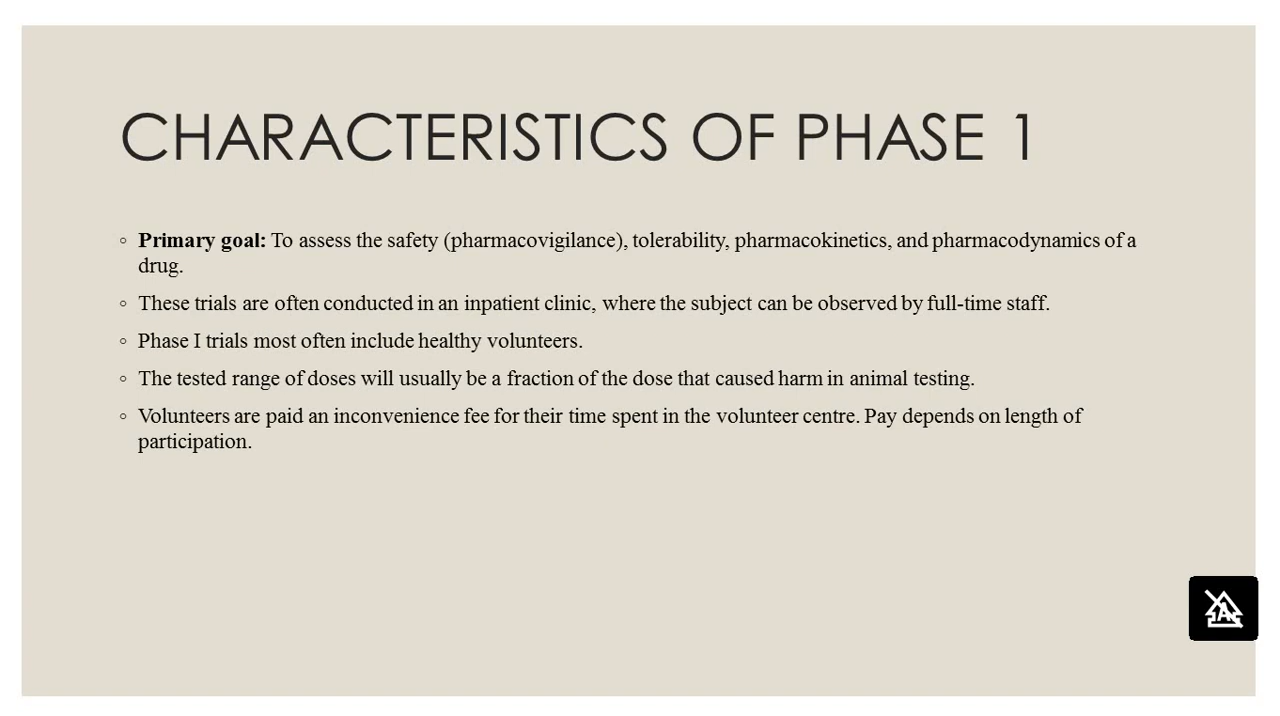 CHARACTERISTICS OF PHASE 1
◦ Primary goal: To assess the safety (pharmacovigilance), tolerability, pharmacokinetics, and pharmacodynamics of a
drug.
◦ These trials are often conducted in an inpatient clinic, where the subject can be observed by full-time staff.
◦ Phase I trials most often include healthy volunteers.
◦ The tested range of doses will usually be a fraction of the dose that caused harm in animal testing.
◦ Volunteers are paid an inconvenience fee for their time spent in the volunteer centre. Pay depends on length of
participation.
A